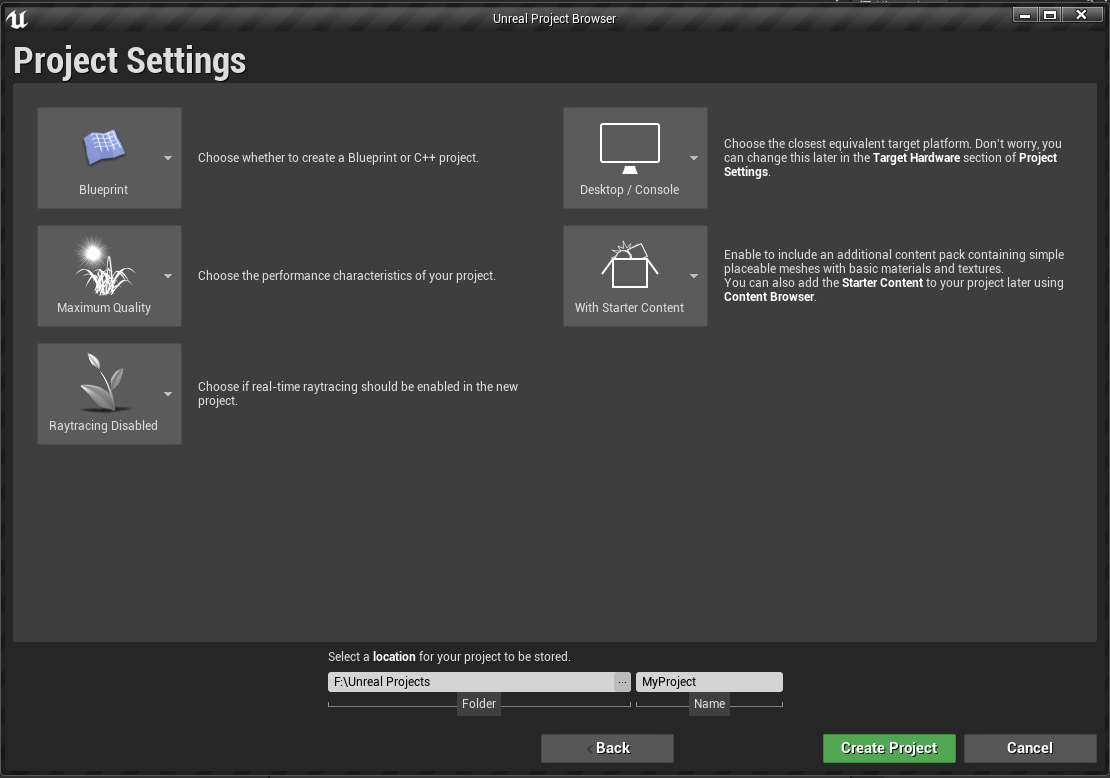 Unreal Project Browser
Project Settings
Blueprint
Choose whether to create a Blueprint or C++ project.
Desktop / Console
Choose the closest equivalent target platform. Don't worry, you
can change this later in the Target Hardware section of Project
Settings.
Maximum Quality
Choose the performance characteristics of your project.
With Starter Content
Enable to include an additional content pack containing simple
placeable meshes with basic materials and textures.
You can also add the Starter Content to your project later using
Content Browser.
Raytracing Disabled
Choose if real-time raytracing should be enabled in the new
project.
Select a location for your project to be stored.
F:\Unreal Projects
...
MyProject
Folder
Name
Back
Create Project
Cancel